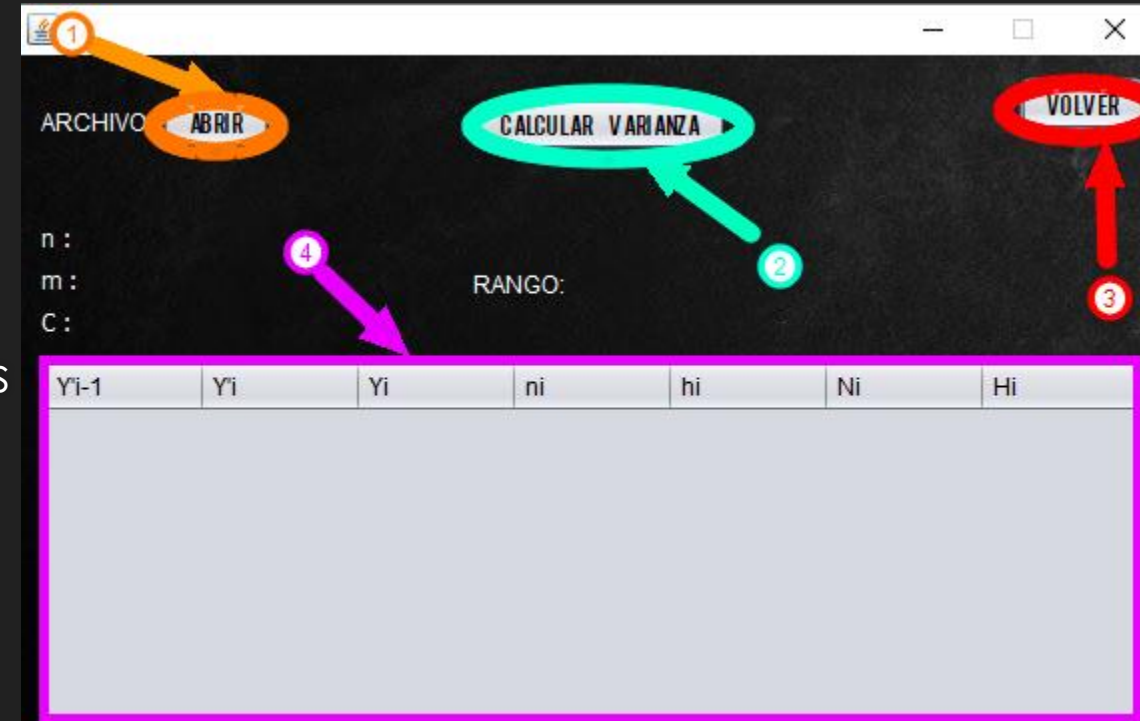 1
ARCHIVO ABRIR CALCULAR VARIANZA VOLVER
n :
4
2
m :
RANGO:
3
C :
S
Y'i-1 Y'i Yi ni hi Ni Hi